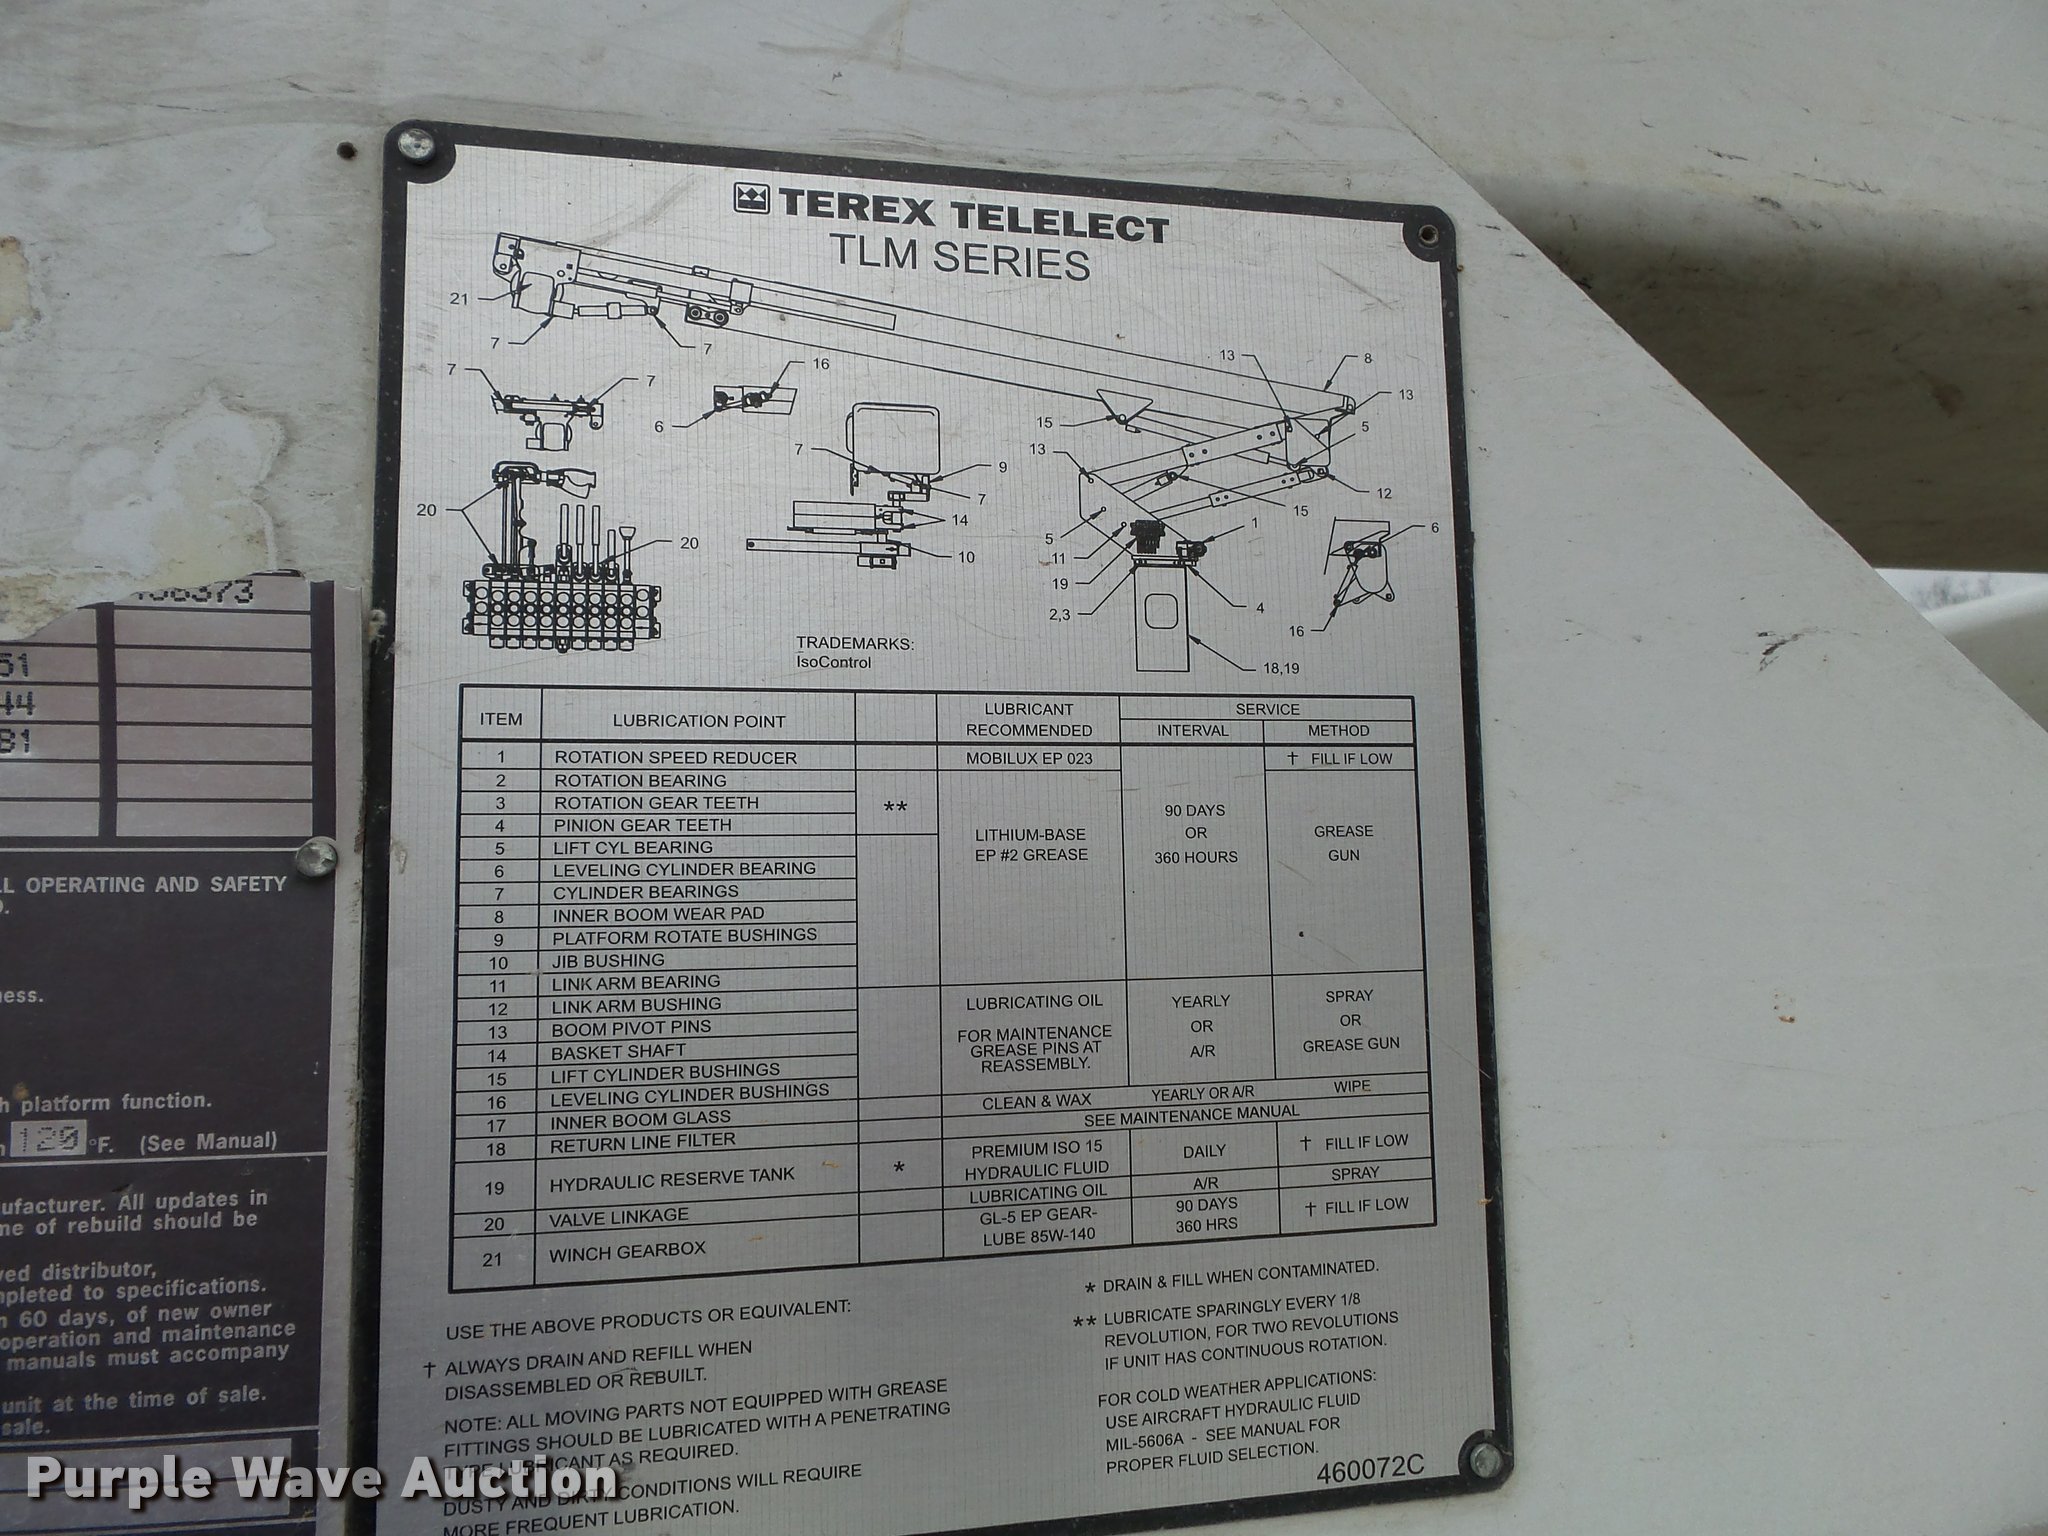 TEREX TELELECT
TLM SERIES
21
7
7
7
7
16
6
13
8
13
15
5
7
9
13
7
12
20
14
15
1
6
20
5
10
11
19
2,3
4
16
18,19
TRADEMARKS:
IsoControl
ITEM LUBRICATION POINT LUBRICANT RECOMMENDED SERVICE
INTERVAL METHOD
1 ROTATION SPEED REDUCER MOBILUX EP 023 † FILL IF LOW
2 ROTATION BEARING
3 ROTATION GEAR TEETH **
4 PINION GEAR TEETH
5 LIFT CYL BEARING
6 LEVELING CYLINDER BEARING
7 CYLINDER BEARINGS
8 INNER BOOM WEAR PAD
9 PLATFORM ROTATE BUSHINGS
10 JIB BUSHING
11 LINK ARM BEARING
12 LINK ARM BUSHING
13 BOOM PIVOT PINS
14 BASKET SHAFT
15 LIFT CYLINDER BUSHINGS
16 LEVELING CYLINDER BUSHINGS
17 INNER BOOM GLASS
18 RETURN LINE FILTER
19 HYDRAULIC RESERVE TANK *
20 VALVE LINKAGE
21 WINCH GEARBOX
LITHIUM-BASE
EP #2 GREASE
90 DAYS
OR
360 HOURS
GREASE
GUN
LUBRICATING OIL
FOR MAINTENANCE
GREASE PINS AT
REASSEMBLY.
YEARLY
OR
A/R
SPRAY
OR
GREASE GUN
CLEAN & WAX YEARLY OR A/R WIPE
SEE MAINTENANCE MANUAL
PREMIUM ISO 15
HYDRAULIC FLUID
DAILY
† FILL IF LOW
LUBRICATING OIL A/R SPRAY
GL-5 EP GEAR-
LUBE 85W-140
90 DAYS
360 HRS
† FILL IF LOW
USE THE ABOVE PRODUCTS OR EQUIVALENT:
† ALWAYS DRAIN AND REFILL WHEN
DISASSEMBLED OR REBUILT.
NOTE: ALL MOVING PARTS NOT EQUIPPED WITH GREASE
FITTINGS SHOULD BE LUBRICATED WITH A PENETRATING
TYPE LUBRICANT AS REQUIRED.
DUSTY AND DIRTY CONDITIONS WILL REQUIRE
MORE FREQUENT LUBRICATION.
* DRAIN & FILL WHEN CONTAMINATED.
** LUBRICATE SPARINGLY EVERY 1/8
REVOLUTION, FOR TWO REVOLUTIONS
IF UNIT HAS CONTINUOUS ROTATION.
FOR COLD WEATHER APPLICATIONS:
USE AIRCRAFT HYDRAULIC FLUID
MIL-5606A - SEE MANUAL FOR
PROPER FLUID SELECTION.
460072C
51
44
81
OPERATING AND SAFETY
platform function.
120 °F. (See Manual)
All updates in
of rebuild should be
distributor,
to specifications.
60 days, of new owner
operation and maintenance
manuals must accompany
unit at the time of sale.
sale.
Purple Wave Auction